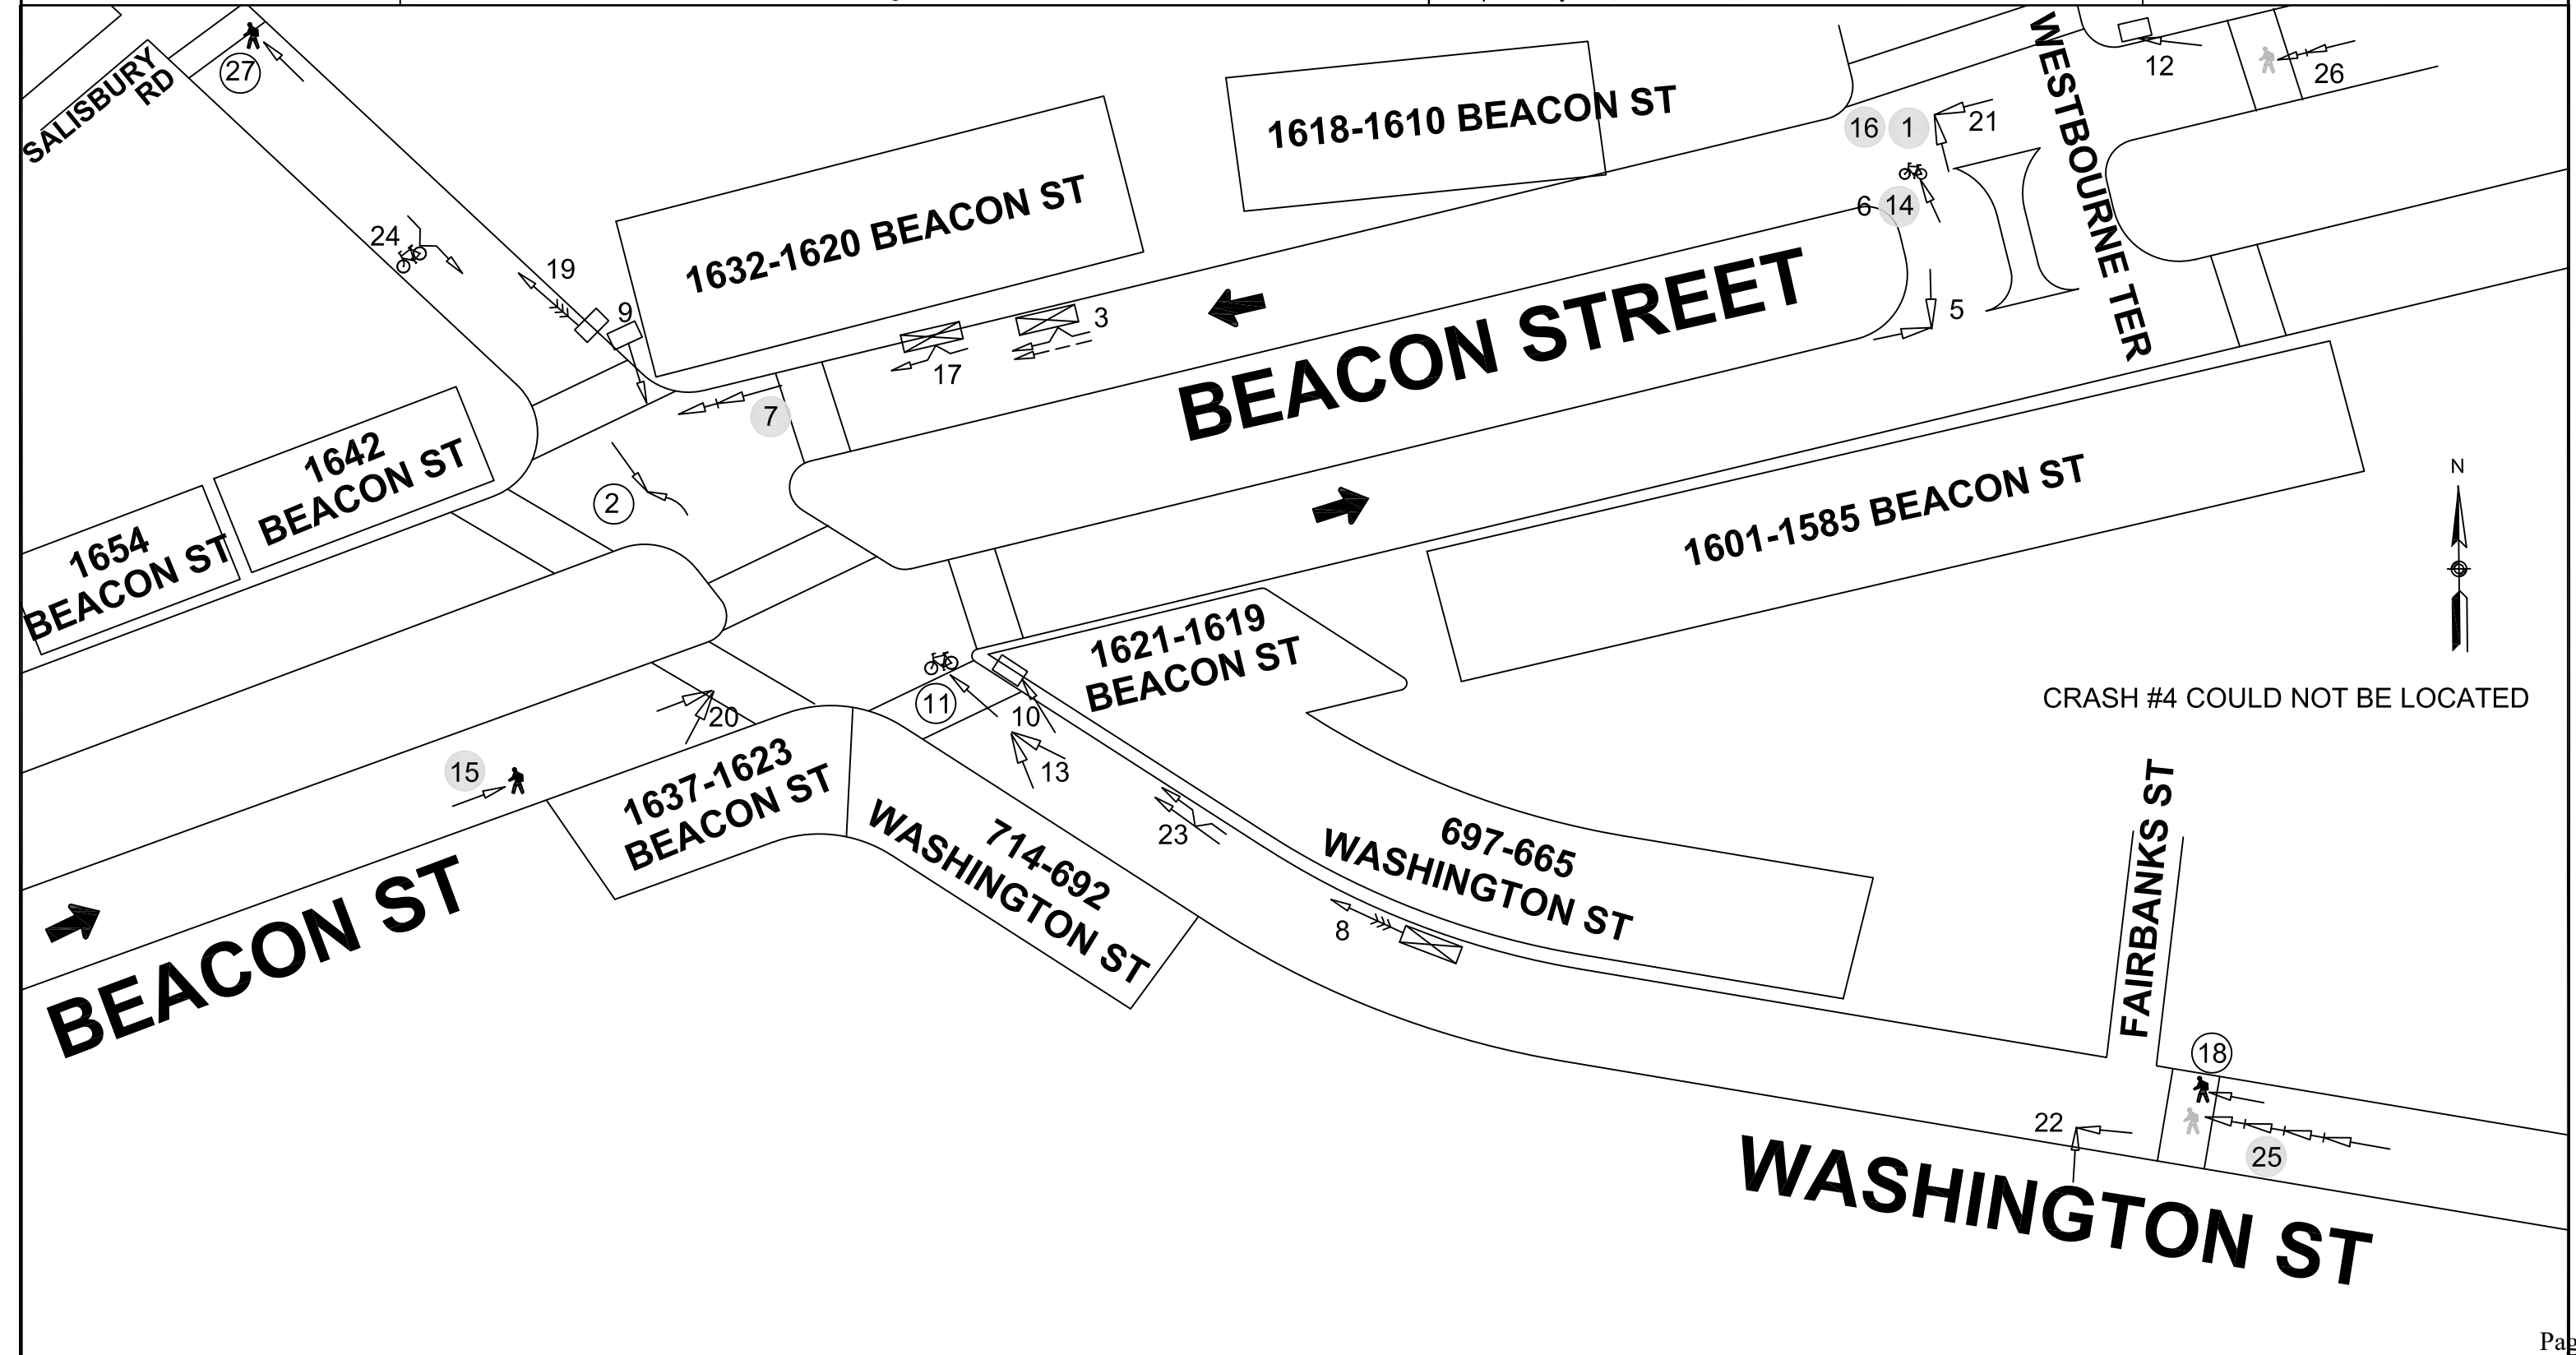 SALISBURY
RD
27
24
19
9
1632-1620 BEACON ST
1618-1610 BEACON ST
16
1
21
6
14
5
WESTBOURNE TER
12
26
3
17
7
2
BEACON STREET
1642
BEACON ST
1654
BEACON ST
1601-1585 BEACON ST
N
1621-1619
BEACON ST
CRASH #4 COULD NOT BE LOCATED
11
10
20
13
15
23
1637-1623
BEACON ST
714-692
WASHINGTON ST
697-665
WASHINGTON ST
8
FAIRBANKS ST
BEACON ST
18
22
25
WASHINGTON ST